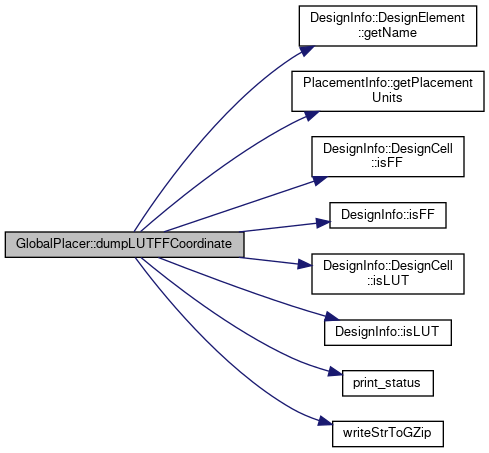 DesignInfo::DesignElement
::getName
PlacementInfo::getPlacement
Units
DesignInfo::DesignCell
::isFF
DesignInfo::isFF
GlobalPlacer::dumpLUTFFCoordinate
DesignInfo::DesignCell
::isLUT
DesignInfo::isLUT
print_status
writeStrToGZip